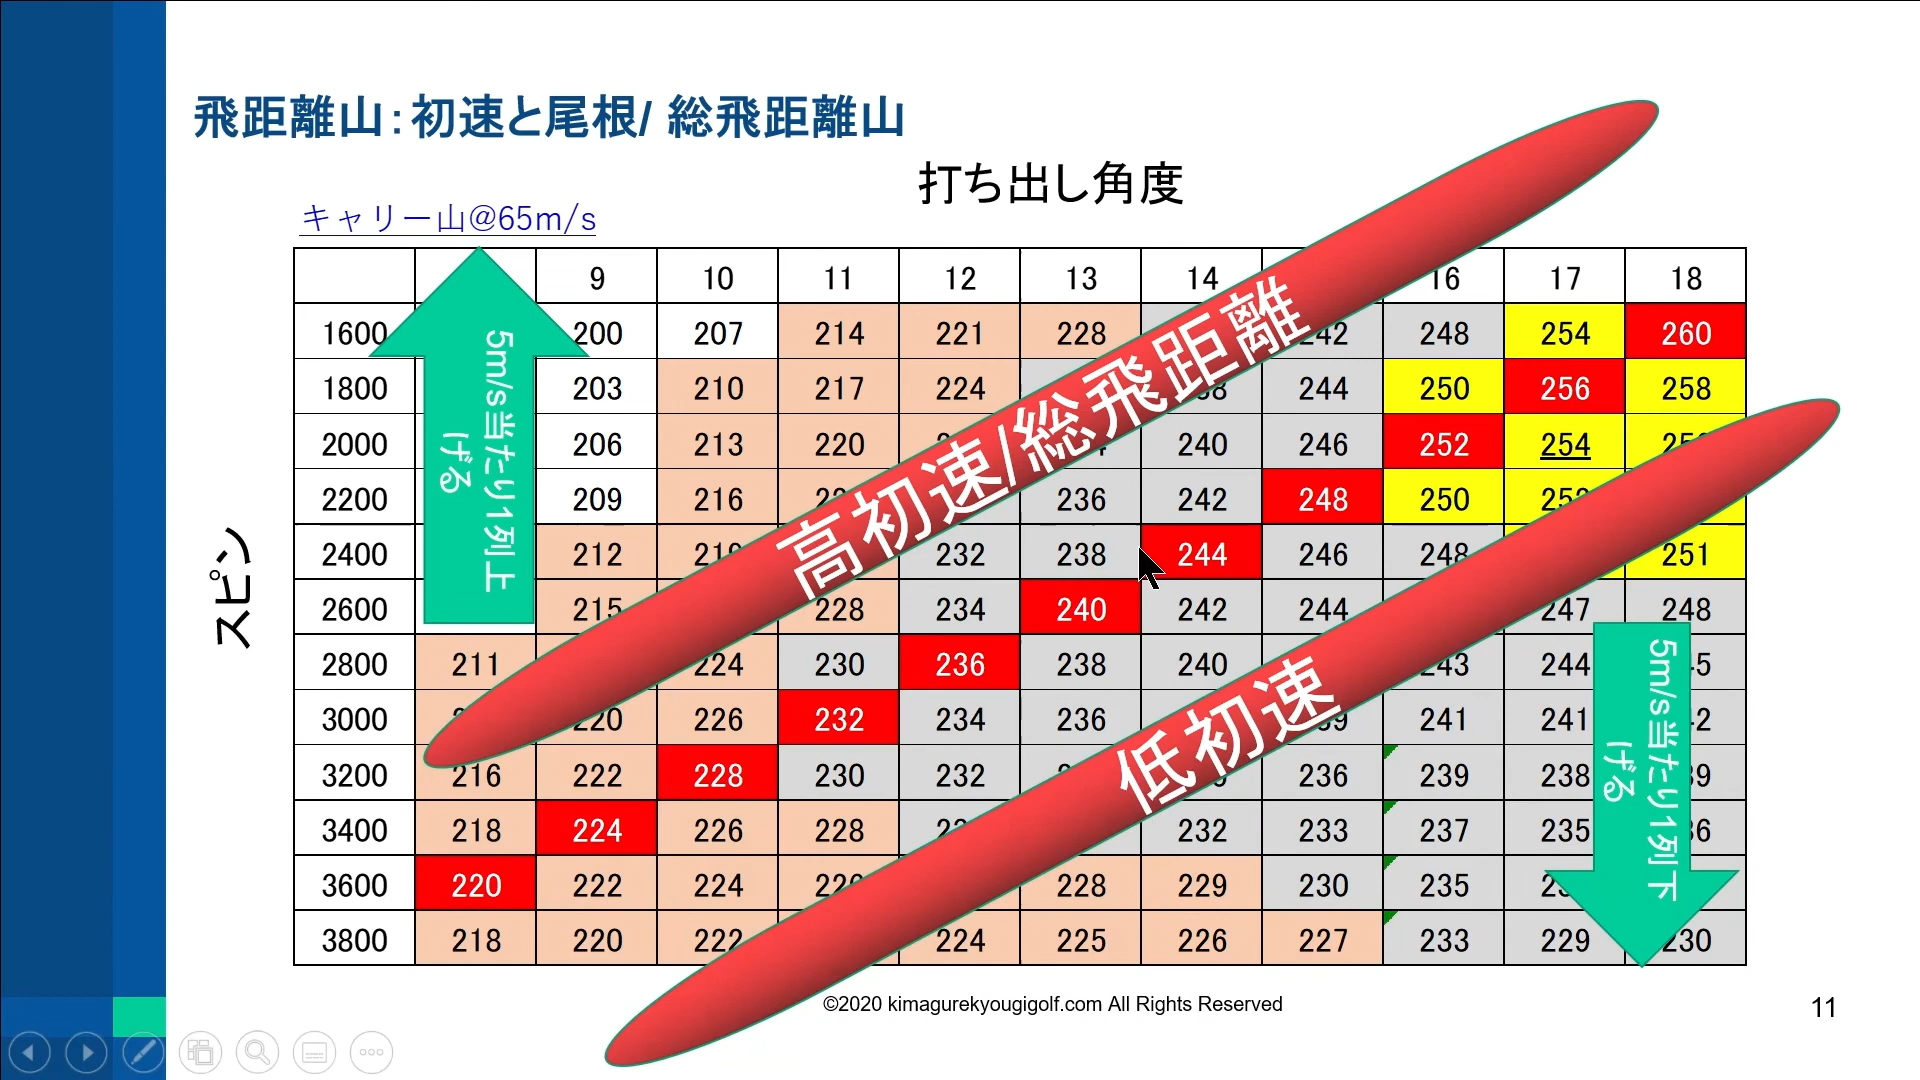 飛距離山：初速と尾根/ 総飛距離山
打ち出し角度
キャリー山@65m/s
9 10 11 12 13 14 16 17 18
1600 200 207 214 221 228 248 254 260
1800 203 210 217 224 244 250 256 258
2000 206 213 220 240 246 252 254
2200 209 216 236 242 248 250
2400 212 232 238 244 246 248 251
2600 215 228 234 240 242 244 247 248
2800 211 224 230 236 238 240 244
3000 220 226 232 234 236 241 241
3200 216 222 228 230 232 236 239 238
3400 218 224 226 228 232 233 237 235
3600 220 222 224 228 229 230 235
3800 218 220 222 224 225 226 227 233 229 230
スピン
5m/s当たり1列上げる
高初速/総飛距離
低初速
5m/s当たり1列下げる
©2020 kimagurekyougigolf.com All Rights Reserved
11